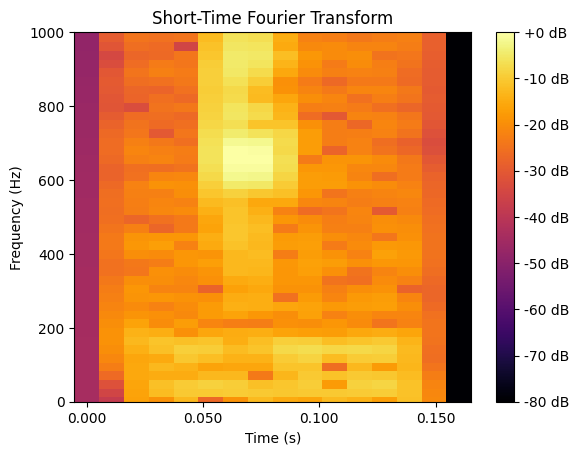 Short-Time Fourier Transform
1000
800
600
400
200
0
Frequency (Hz)
0.000
0.050
0.100
0.150
Time (s)
+0 dB
-10 dB
-20 dB
-30 dB
-40 dB
-50 dB
-60 dB
-70 dB
-80 dB